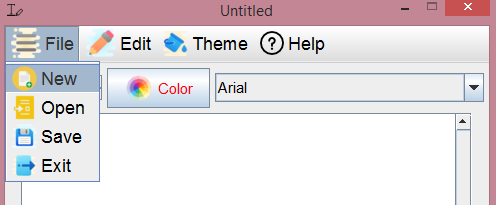 Untitled
File Edit Theme Help
New
Color Arial
Open
Save
Exit